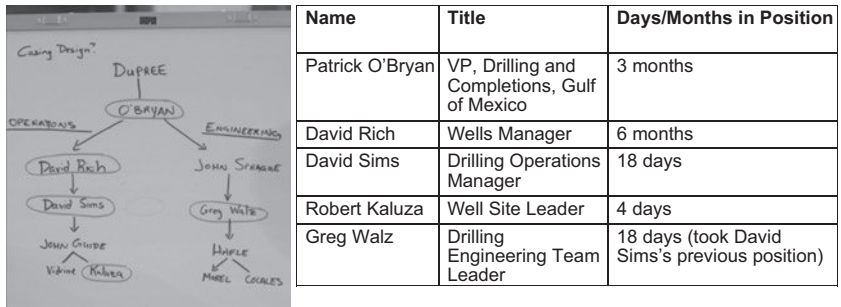 Casing Design?
DUPREE
O'BRYAN
OPERATIONS
ENGINEERING
David Rich
JOHN SPRAGUE
David Sims
Greg Walz
JOHN GUIDE
HAFLE
Vidrine Kaluza
MOREL COCALES
Name Title Days/Months in Position
Patrick O'Bryan VP, Drilling and 3 months
Completions, Gulf
of Mexico
David Rich Wells Manager 6 months
David Sims Drilling Operations 18 days
Manager
Robert Kaluza Well Site Leader 4 days
Greg Walz Drilling 18 days (took David
Engineering Team Sims's previous position)
Leader